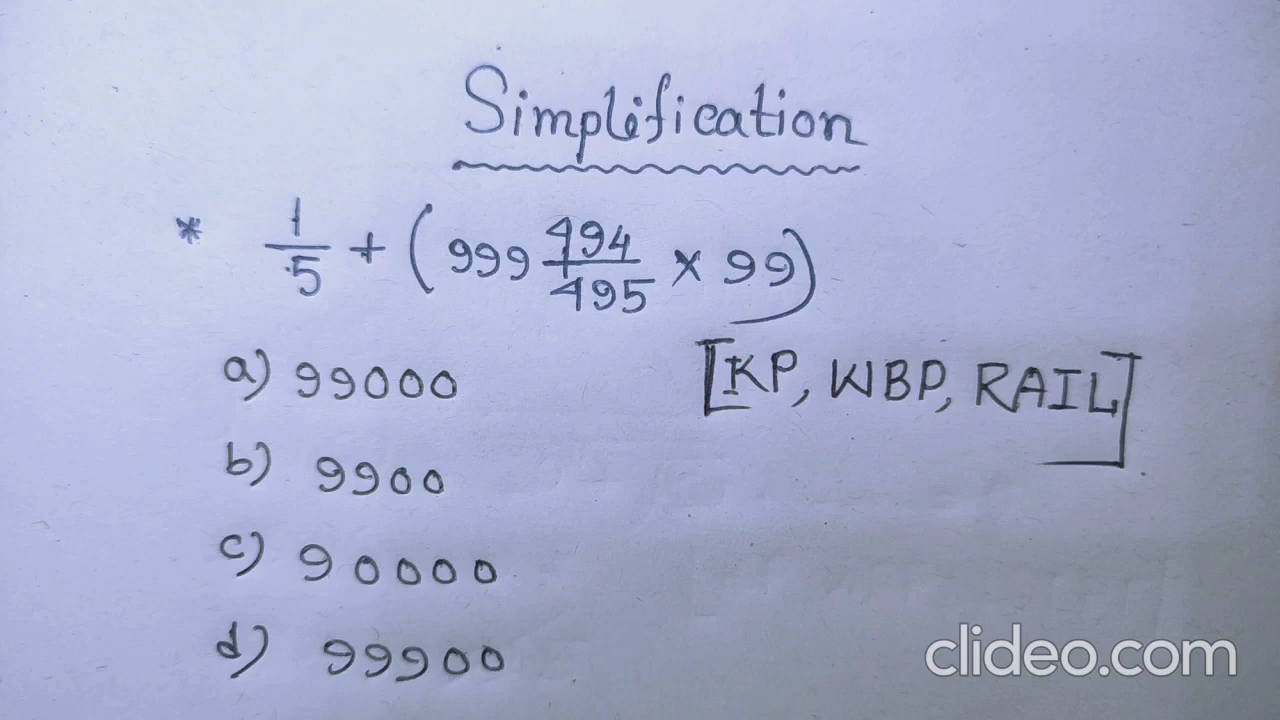 Simplification
* 1/5 + (999 494/495 × 99)
a) 99000
[KP, WBP, RAIL]
b) 9900
c) 90000
d) 99900
clideo.com